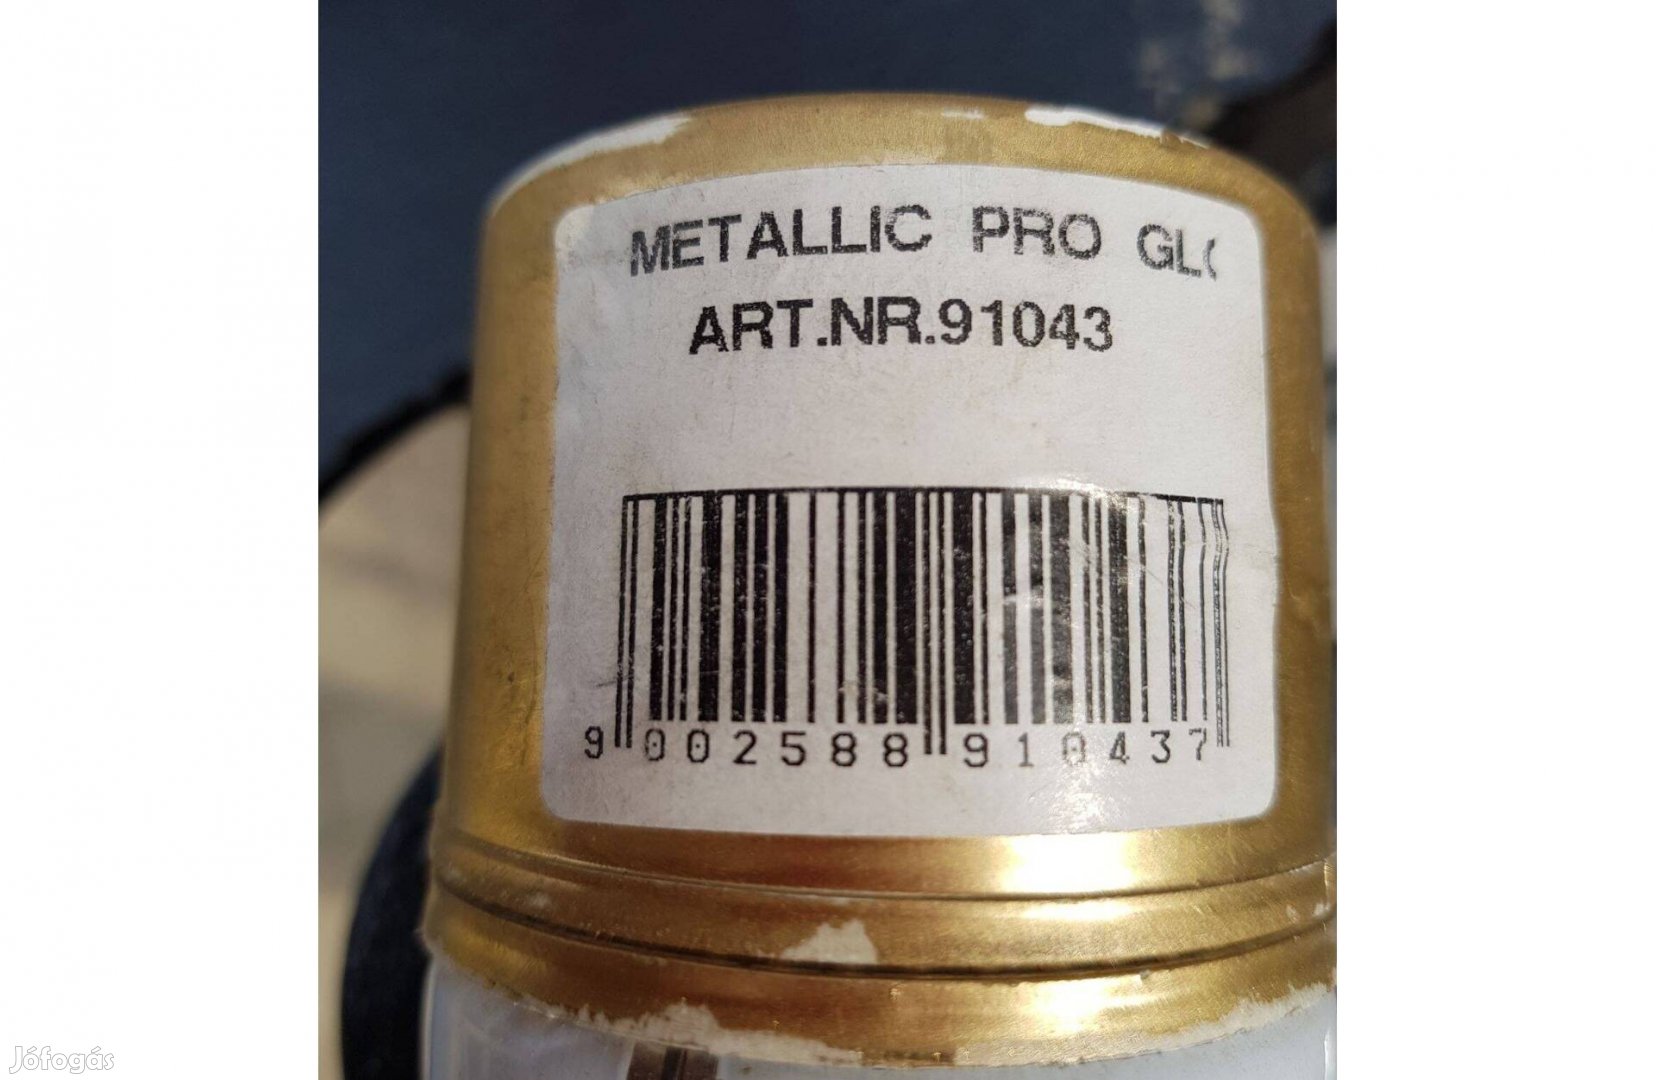 METALLIC PRO GL
ART.NR.91043
9 002588 910437
Jófogás